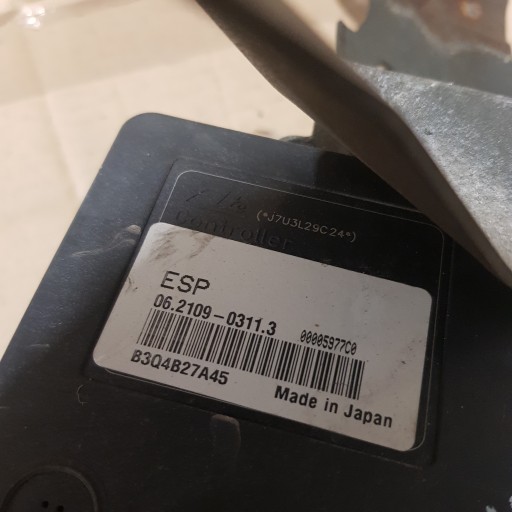 (*J7U3L29C24*)
Controller
ESP
06.2109-0311.3
00005977C0
B3Q4B27A45
Made in Japan